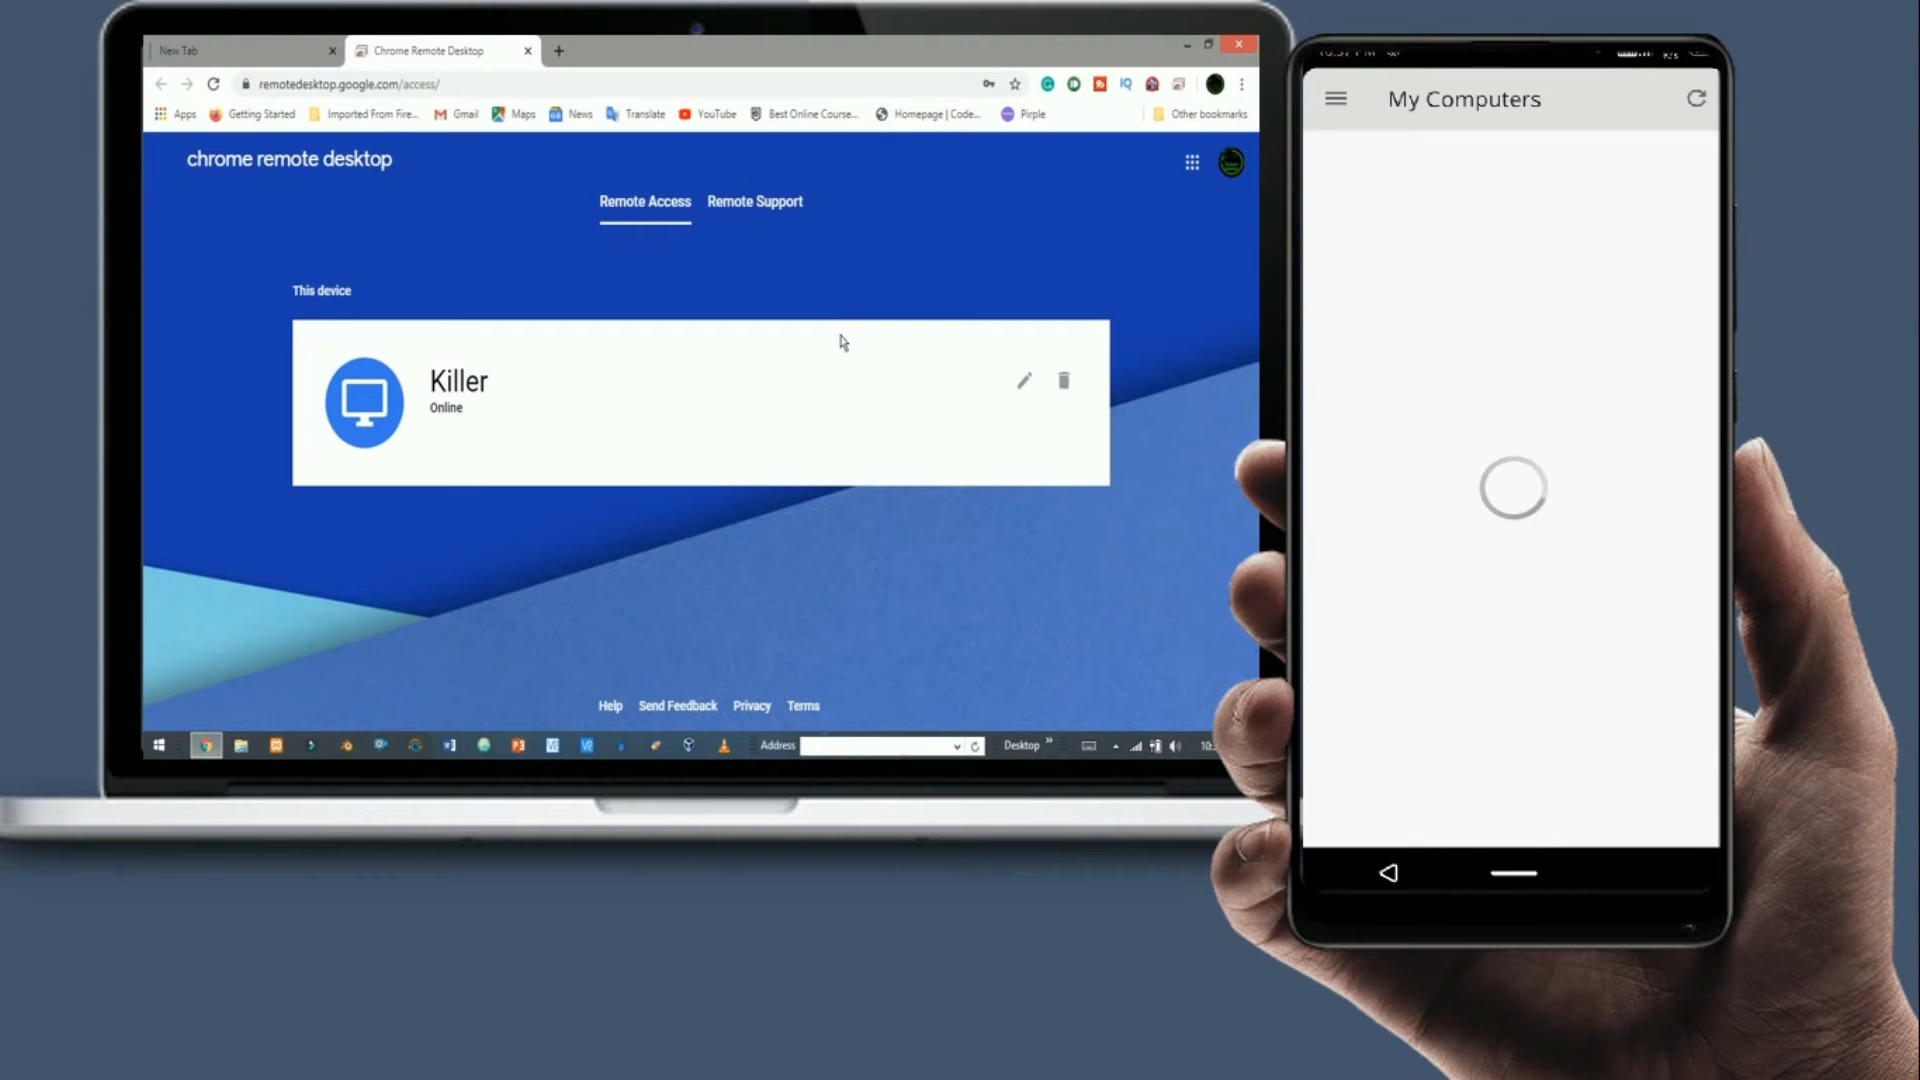 New Tab
Chrome Remote Desktop
remotedesktop.google.com/access/
Apps
Getting Started
Imported From Fire...
Gmail
Maps
News
Translate
YouTube
Best Online Course...
Homepage | Code...
Pirple
Other bookmarks
chrome remote desktop
Remote Access
Remote Support
This device
Killer
Online
Help
Send Feedback
Privacy
Terms
Address
Desktop
My Computers